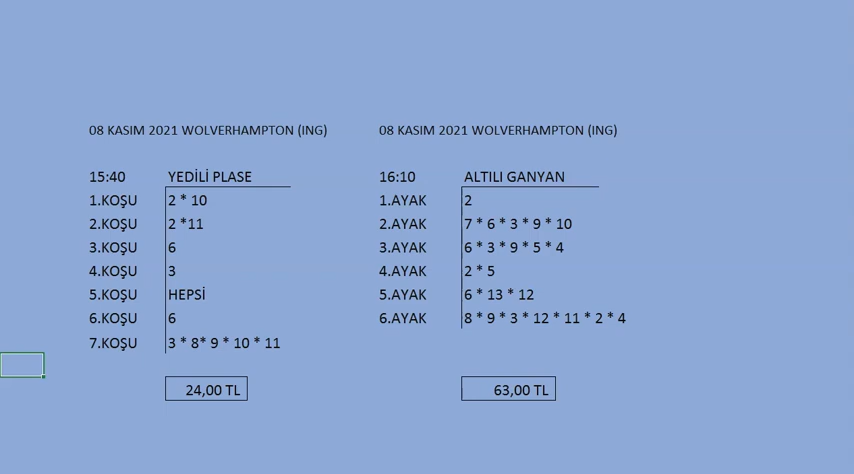 08 KASIM 2021 WOLVERHAMPTON (ING)
15:40 YEDİLİ PLASE
1.KOŞU 2 * 10
2.KOŞU 2 *11
3.KOŞU 6
4.KOŞU 3
5.KOŞU HEPSİ
6.KOŞU 6
7.KOŞU 3 * 8* 9 * 10 * 11
24,00 TL
08 KASIM 2021 WOLVERHAMPTON (ING)
16:10 ALTILI GANYAN
1.AYAK 2
2.AYAK 7 * 6 * 3 * 9 * 10
3.AYAK 6 * 3 * 9 * 5 * 4
4.AYAK 2 * 5
5.AYAK 6 * 13 * 12
6.AYAK 8 * 9 * 3 * 12 * 11 * 2 * 4
63,00 TL